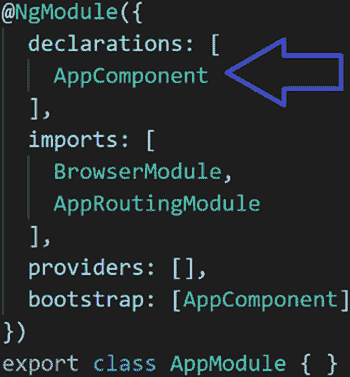 @NgModule({
  declarations: [
    AppComponent
  ],
  imports: [
    BrowserModule,
    AppRoutingModule
  ],
  providers: [],
  bootstrap: [AppComponent]
})
export class AppModule { }